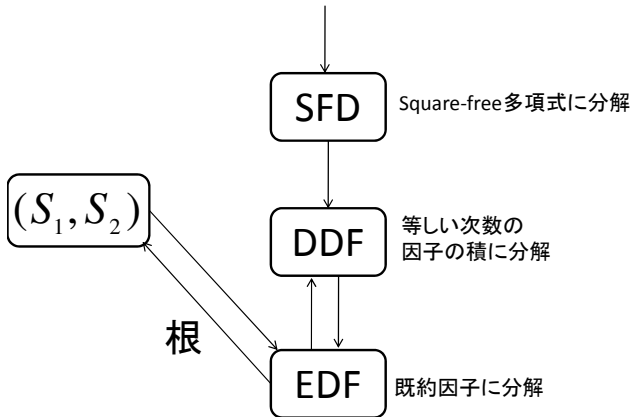 SFD
Square-free多項式に分解
(S₁, S₂)
DDF
等しい次数の
因子の積に分解
根
EDF
既約因子に分解